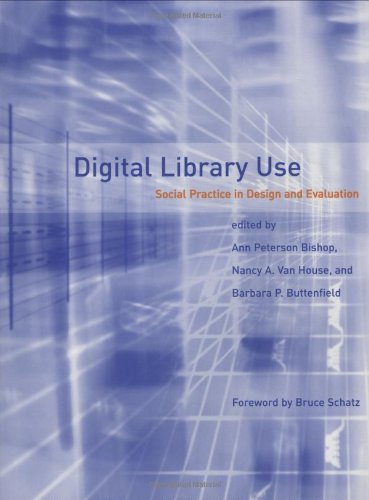 Digital Library Use
Social Practice in Design and Evaluation
edited by
Ann Peterson Bishop,
Nancy A. Van House, and
Barbara P. Buttenfield
Foreword by Bruce Schatz